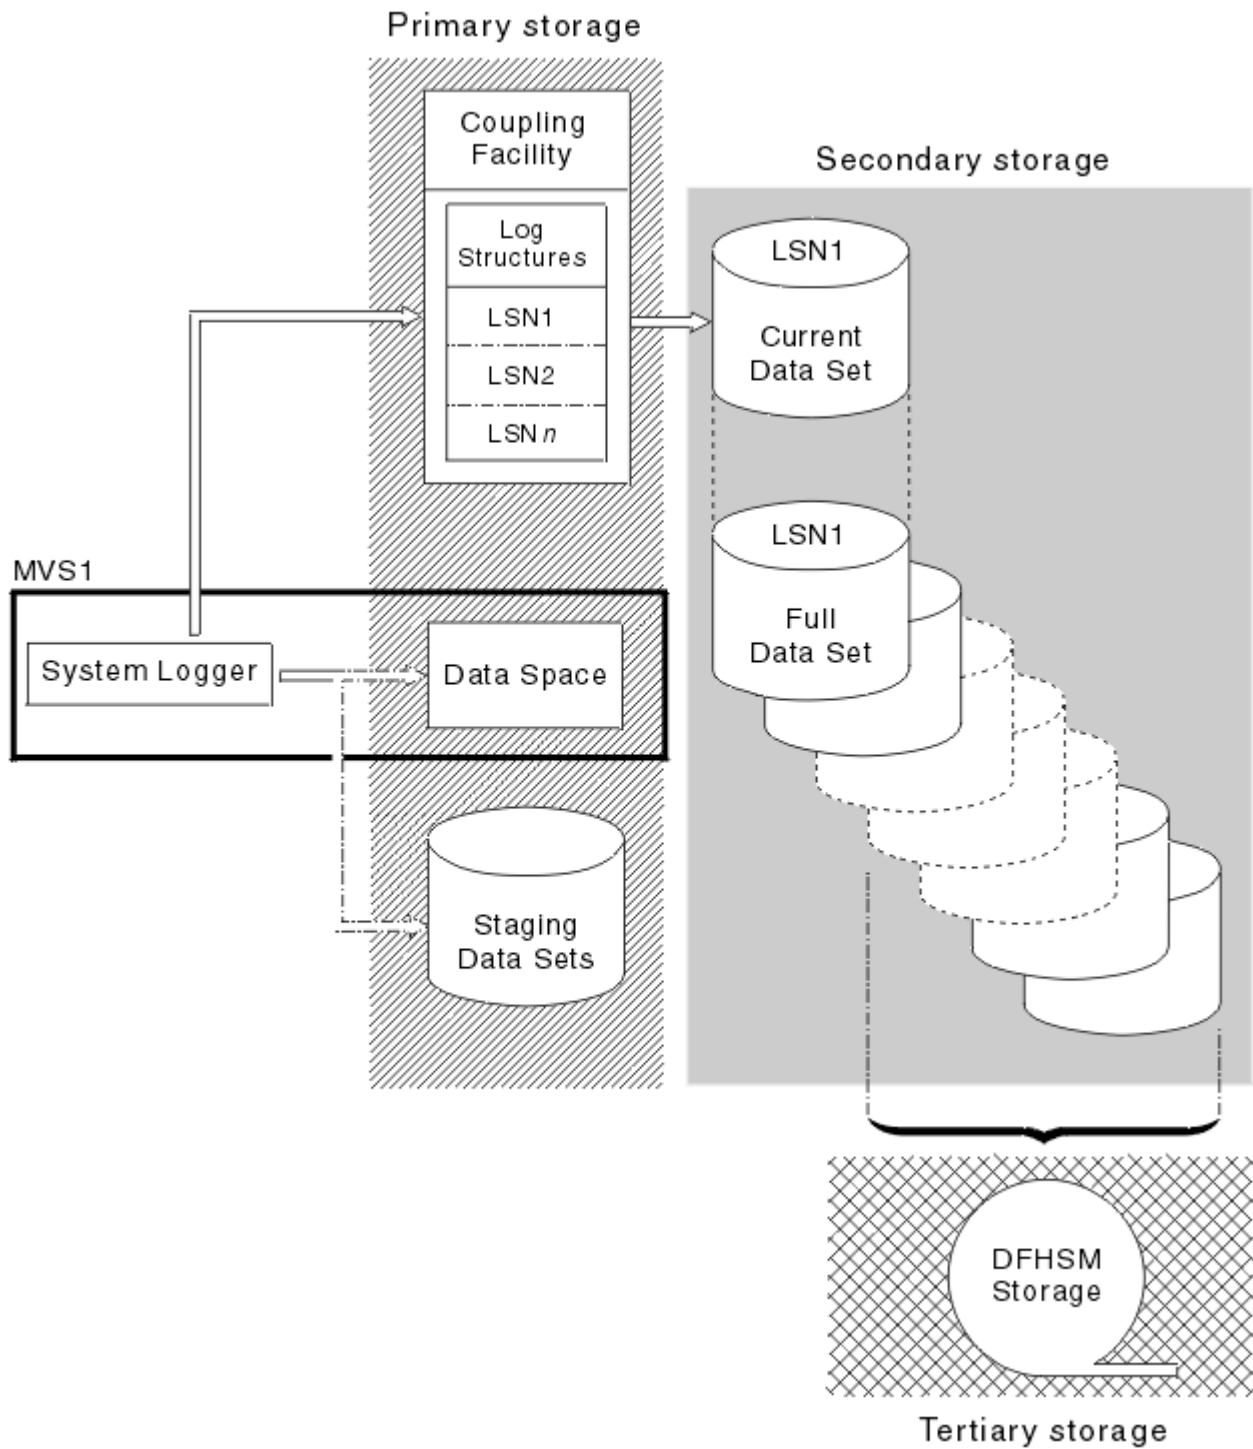 Primary storage
Coupling
Facility
Log
Structures
LSN1
LSN2
LSNn
Secondary storage
LSN1
Current
Data Set
LSN1
Full
Data Set
MVS1
System Logger
Data Space
Staging
Data Sets
DFHSM
Storage
Tertiary storage